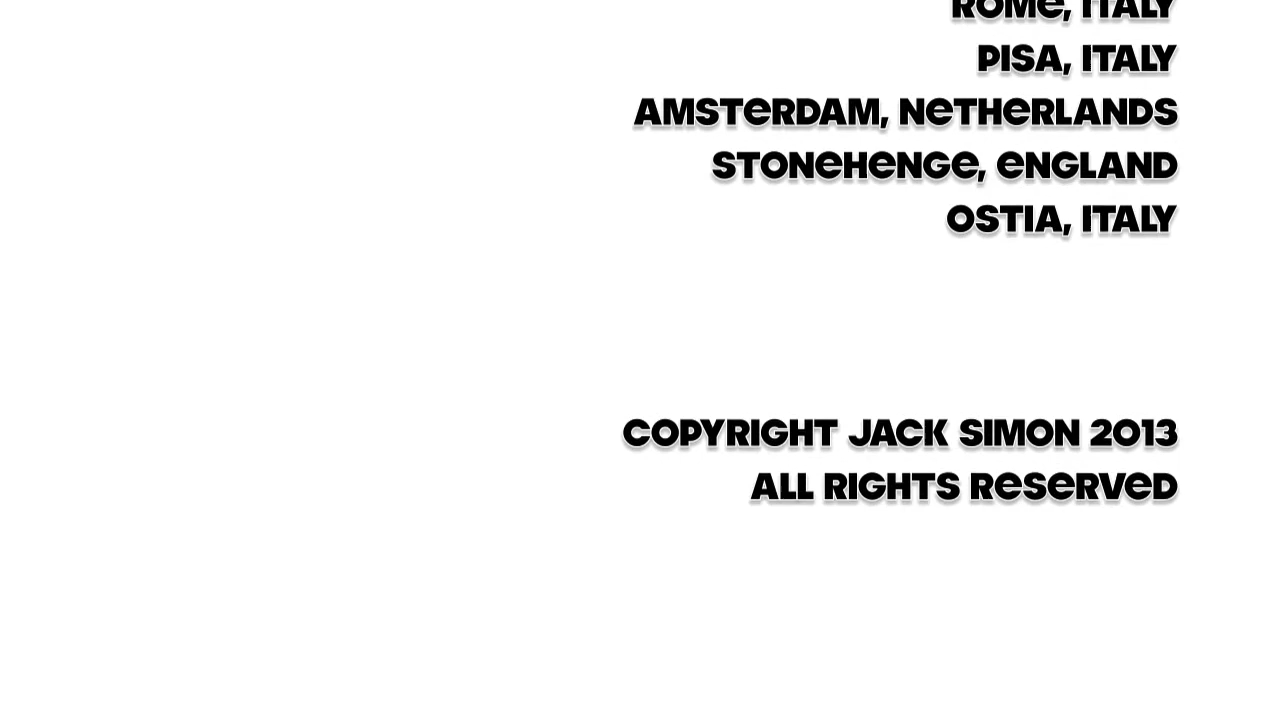 ROMe, ITALY
PISA, ITALY
AMSTeRDAM, NeTHeRLANDS
STONeHeNGe, eNGLAND
OSTIA, ITALY
COPYRIGHT JACK SIMON 2013
ALL RIGHTS ReSeRVeD